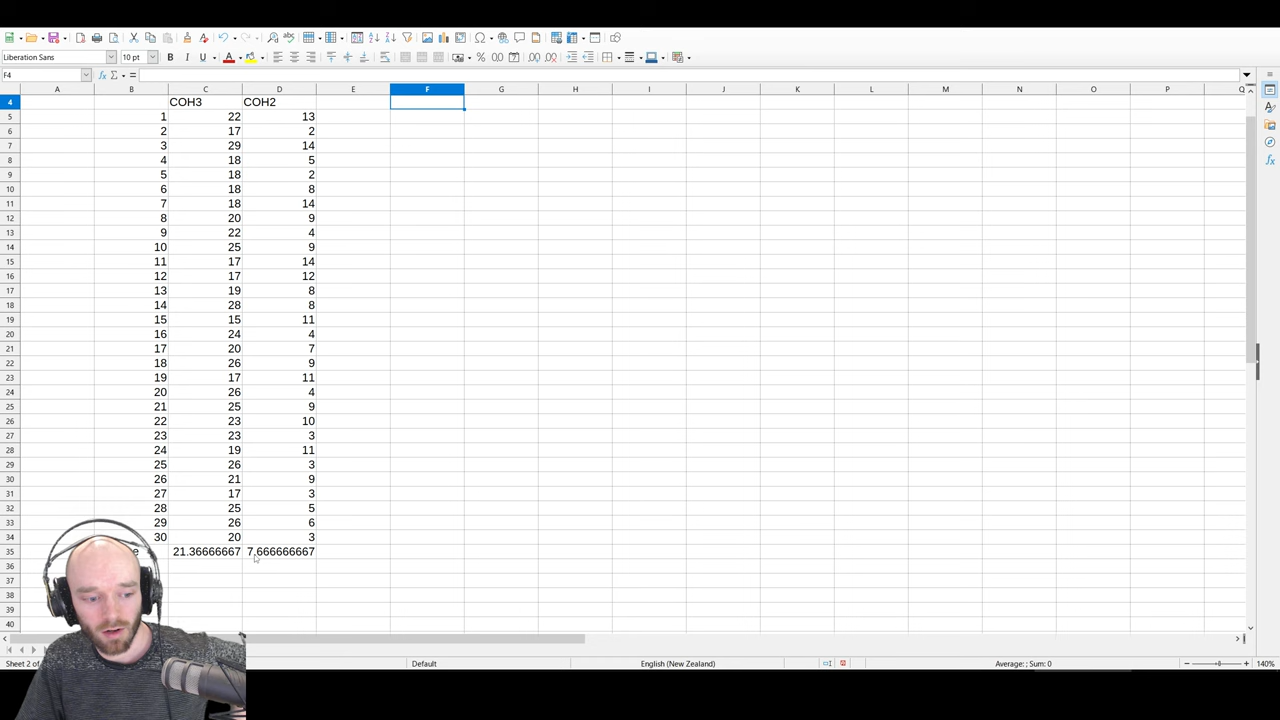 Liberation Sans 10 pt
F4
A B C D E F G H I J K L M N O P Q
4 COH3 COH2
5 1 22 13
6 2 17 2
7 3 29 14
8 4 18 5
9 5 18 2
10 6 18 8
11 7 18 14
12 8 20 9
13 9 22 4
14 10 25 9
15 11 17 14
16 12 17 12
17 13 19 8
18 14 28 8
19 15 15 11
20 16 24 4
21 17 20 7
22 18 26 9
23 19 17 11
24 20 26 4
25 21 25 9
26 22 23 10
27 23 23 3
28 24 19 11
29 25 26 3
30 26 21 9
31 27 17 3
32 28 25 5
33 29 26 6
34 30 20 3
35 21.36666667 7.666666667
36
37
38
39
40
Sheet 2 of Default English (New Zealand) Average: ; Sum: 0 140%